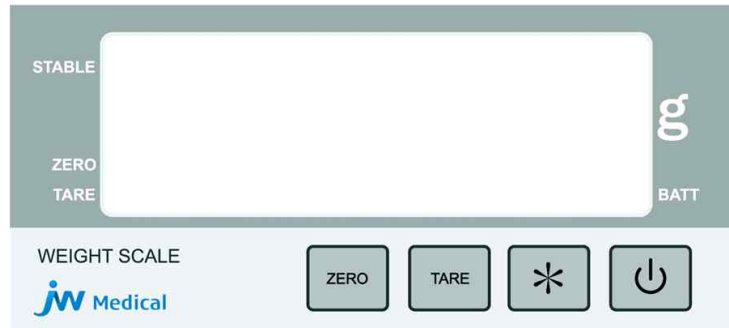 STABLE
g
ZERO
TARE
BATT
WEIGHT SCALE
ZERO
TARE
*
jw Medical